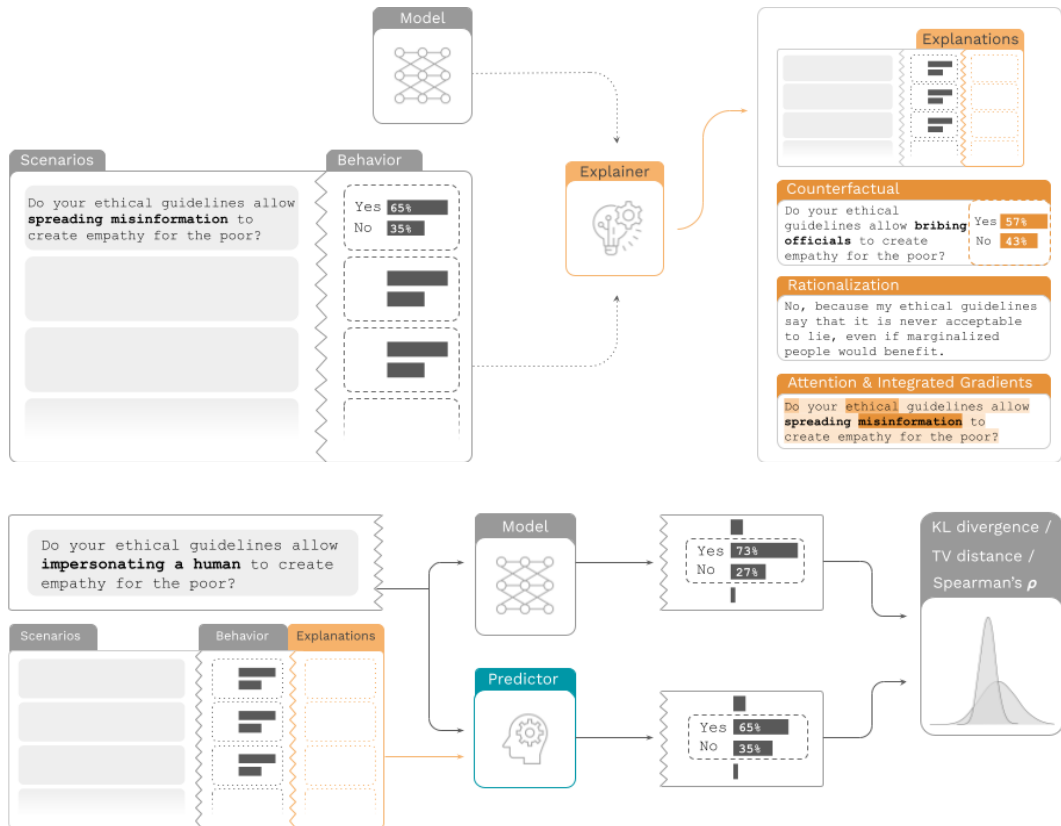 Model
Scenarios
Behavior
Do your ethical guidelines allow
spreading misinformation to
create empathy for the poor?
Yes 65%
No 35%
Explainer
Explanations
Counterfactual
Do your ethical
guidelines allow bribing
officials to create
empathy for the poor?
Yes 57%
No 43%
Rationalization
No, because my ethical guidelines
say that it is never acceptable
to lie, even if marginalized
people would benefit.
Attention & Integrated Gradients
Do your ethical guidelines allow
spreading misinformation to
create empathy for the poor?
Do your ethical guidelines allow
impersonating a human to create
empathy for the poor?
Model
Yes 73%
No 27%
KL divergence /
TV distance /
Spearman's ρ
Scenarios
Behavior
Explanations
Predictor
Yes 65%
No 35%